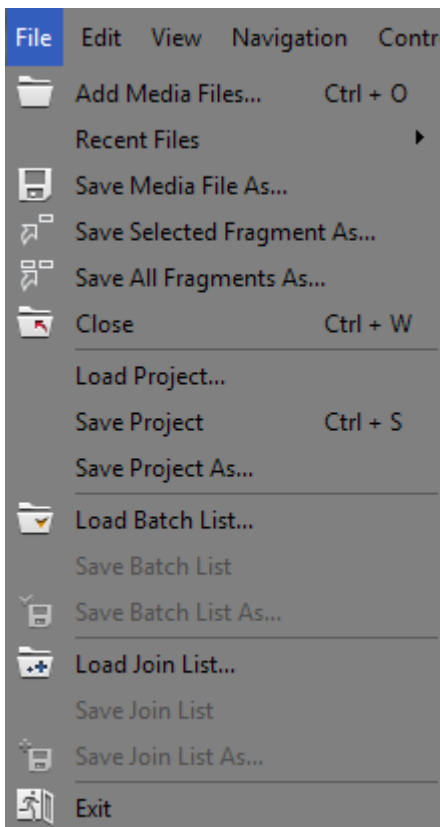 File Edit View Navigation Contr
Add Media Files... Ctrl + O
Recent Files
Save Media File As...
Save Selected Fragment As...
Save All Fragments As...
Close Ctrl + W
Load Project...
Save Project Ctrl + S
Save Project As...
Load Batch List...
Save Batch List
Save Batch List As...
Load Join List...
Save Join List
Save Join List As...
Exit